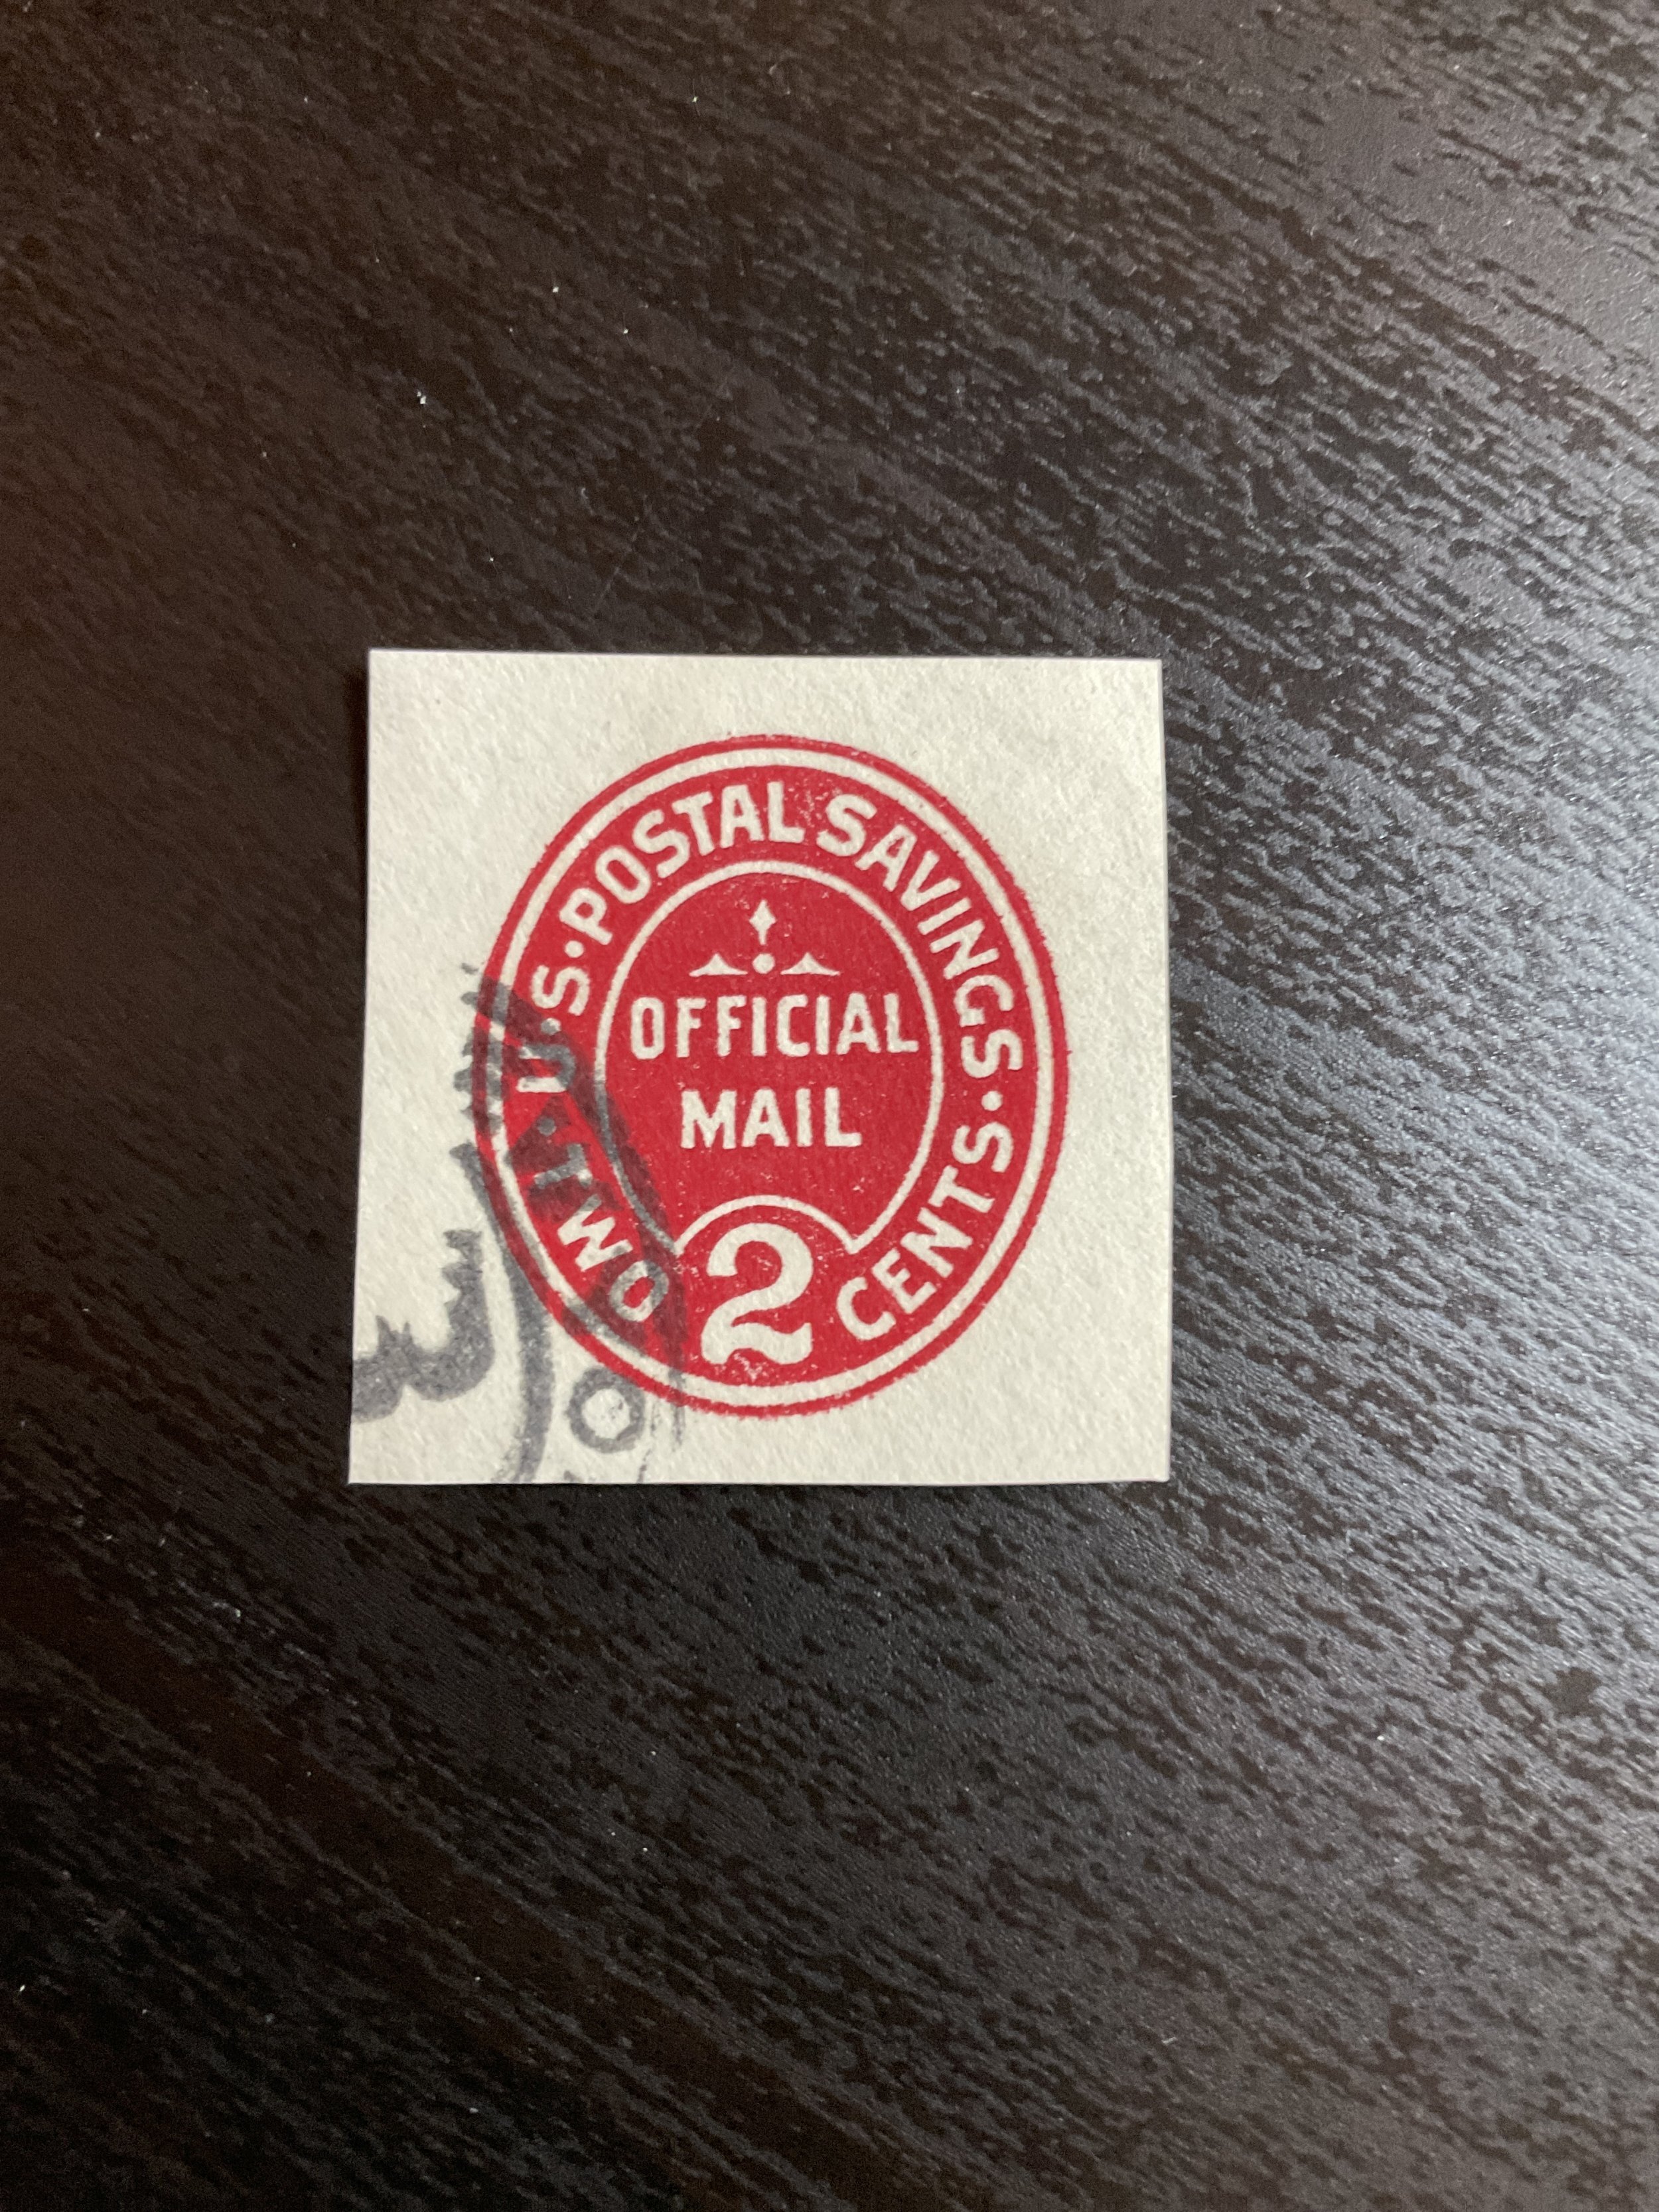 U.S.·POSTAL SAVINGS·
OFFICIAL
MAIL
·TWO 2 CENTS·